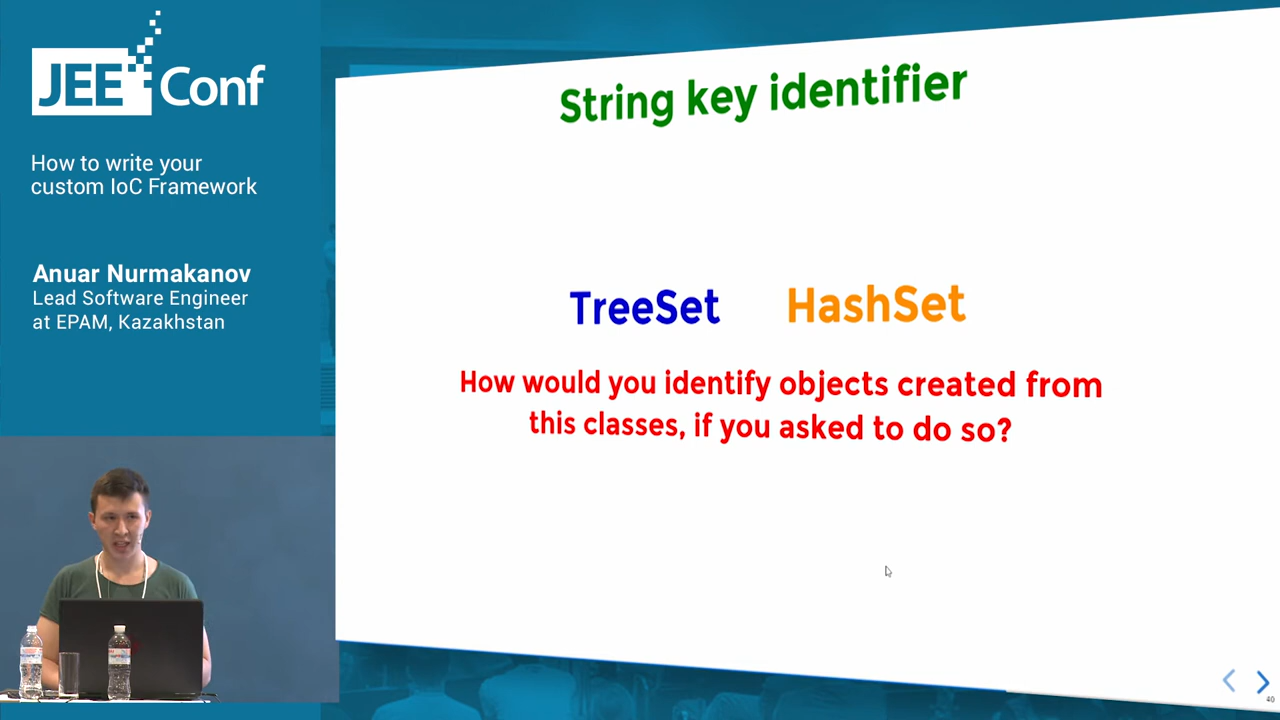 JEE Conf
How to write your
custom IoC Framework
Anuar Nurmakanov
Lead Software Engineer
at EPAM, Kazakhstan
String key identifier
TreeSet HashSet
How would you identify objects created from
this classes, if you asked to do so?
40